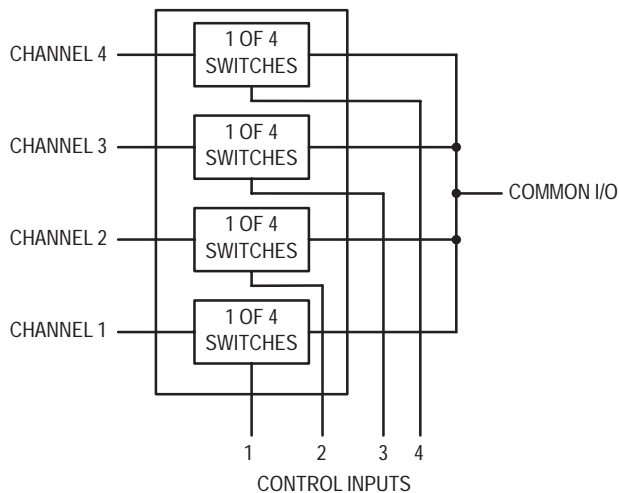 CHANNEL 4
1 OF 4
SWITCHES
CHANNEL 3
1 OF 4
SWITCHES
COMMON I/O
CHANNEL 2
1 OF 4
SWITCHES
CHANNEL 1
1 OF 4
SWITCHES
1 2 3 4
CONTROL INPUTS